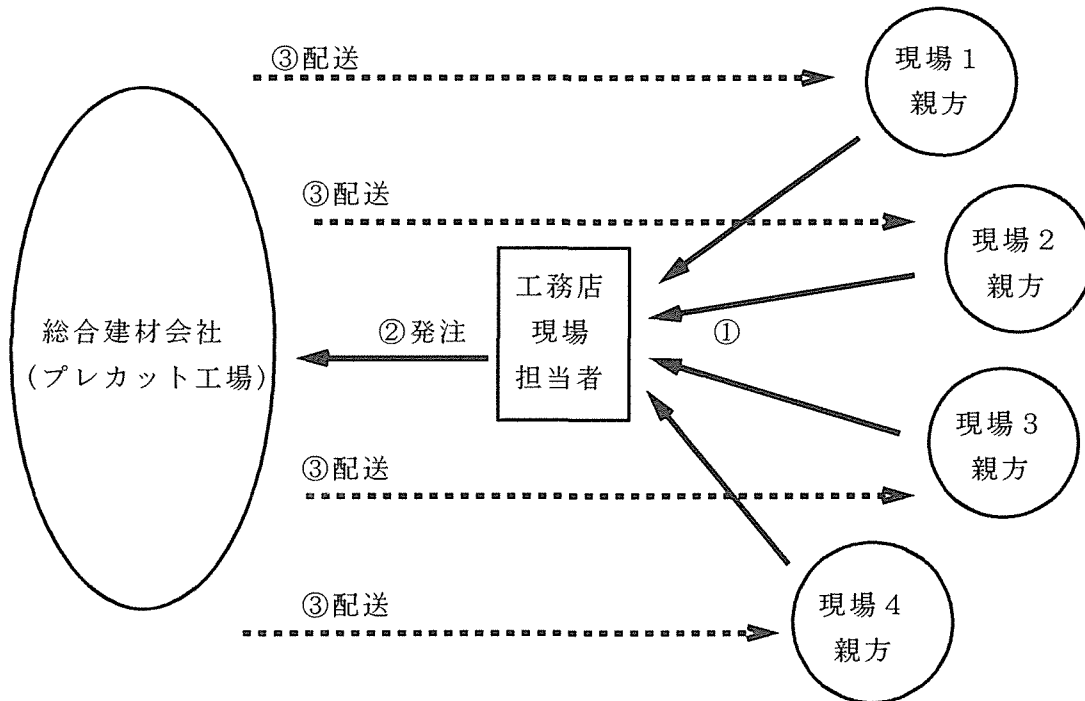 ③配送
現場1
親方
③配送
現場2
親方
工務店
現場
担当者
①
②発注
総合建材会社
(プレカット工場)
現場3
親方
③配送
③配送
現場4
親方